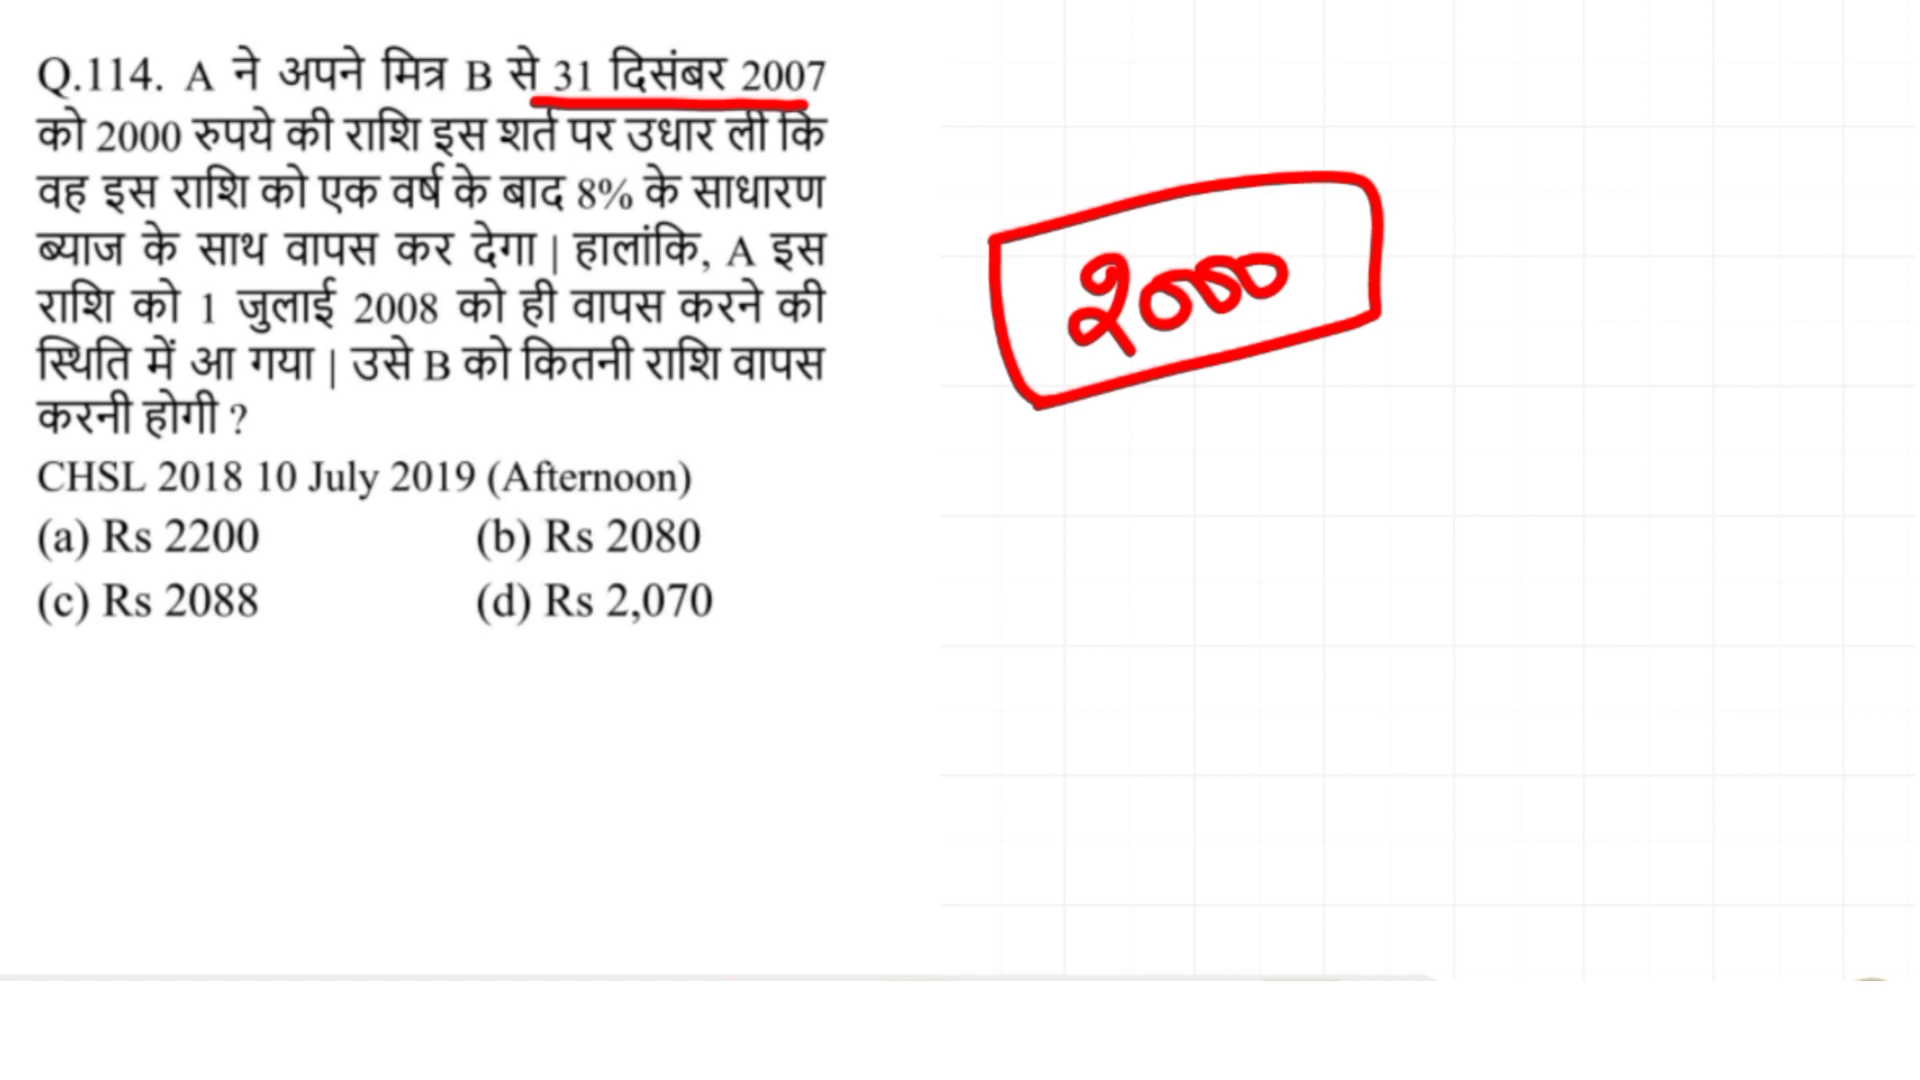 Q.114. A ने अपने मित्र B से 31 दिसंबर 2007
को 2000 रुपये की राशि इस शर्त पर उधार ली कि
वह इस राशि को एक वर्ष के बाद 8% के साधारण
ब्याज के साथ वापस कर देगा | हालांकि, A इस
राशि को 1 जुलाई 2008 को ही वापस करने की
स्थिति में आ गया | उसे B को कितनी राशि वापस
करनी होगी ?
CHSL 2018 10 July 2019 (Afternoon)
(a) Rs 2200 (b) Rs 2080
(c) Rs 2088 (d) Rs 2,070
2000